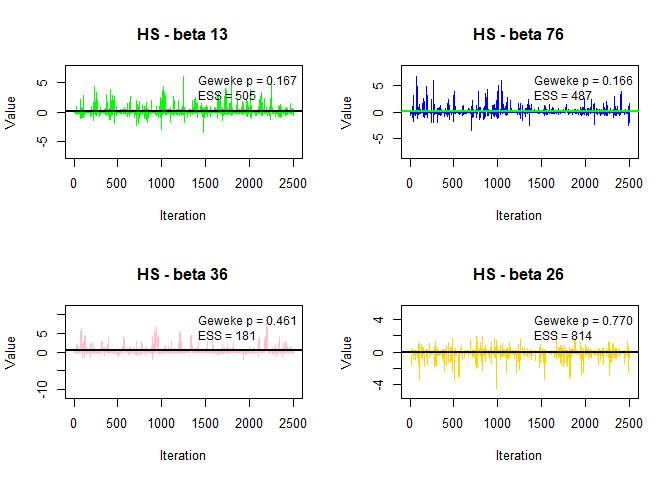 HS - beta 13
Value
5
0
-5
Geweke p = 0.167
ESS = 505
0 500 1000 1500 2000 2500
Iteration
HS - beta 76
Value
5
0
-5
Geweke p = 0.166
ESS = 487
0 500 1000 1500 2000 2500
Iteration
HS - beta 36
Value
5
0
-10
Geweke p = 0.461
ESS = 181
0 500 1000 1500 2000 2500
Iteration
HS - beta 26
Value
4
0
-4
Geweke p = 0.770
ESS = 814
0 500 1000 1500 2000 2500
Iteration